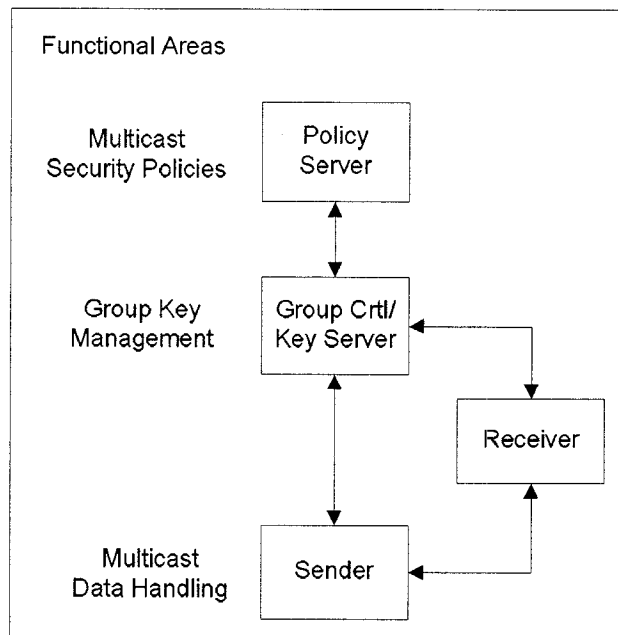 Functional Areas
Multicast
Security Policies
Policy
Server
Group Key
Management
Group Crtl/
Key Server
Receiver
Multicast
Data Handling
Sender